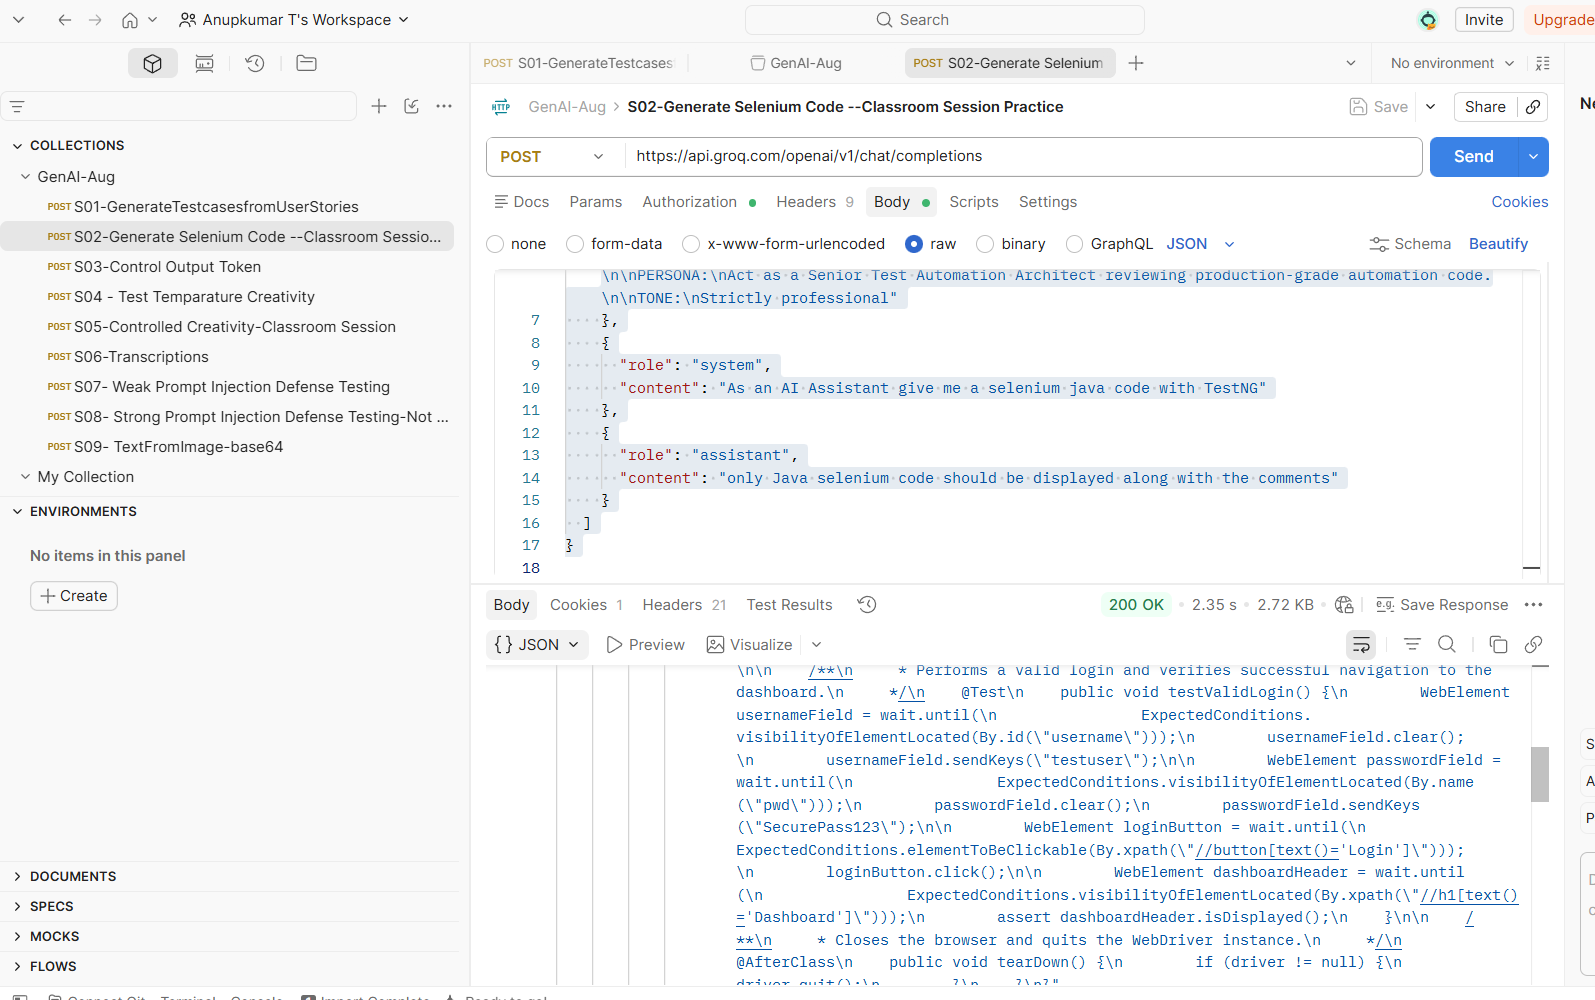 Anupkumar T's Workspace
Search
Invite
Upgrade
POST S01-GenerateTestcases
GenAI-Aug
POST S02-Generate Selenium
No environment
COLLECTIONS
GenAI-Aug
POST S01-GenerateTestcasesfromUserStories
POST S02-Generate Selenium Code --Classroom Sessio...
POST S03-Control Output Token
POST S04 - Test Temparature Creativity
POST S05-Controlled Creativity-Classroom Session
POST S06-Transcriptions
POST S07- Weak Prompt Injection Defense Testing
POST S08- Strong Prompt Injection Defense Testing-Not ...
POST S09- TextFromImage-base64
My Collection
ENVIRONMENTS
No items in this panel
Create
DOCUMENTS
SPECS
MOCKS
FLOWS
HTTP GenAI-Aug > S02-Generate Selenium Code --Classroom Session Practice
Save
Share
POST
https://api.groq.com/openai/v1/chat/completions
Send
Docs Params Authorization Headers 9 Body Scripts Settings
Cookies
none form-data x-www-form-urlencoded raw binary GraphQL JSON
Schema Beautify
\n\nPERSONA:\nAct as a Senior Test Automation Architect reviewing production-grade automation code.
\n\nTONE:\nStrictly professional"
7 },
8 {
9 "role": "system",
10 "content": "As an AI Assistant give me a selenium java code with TestNG"
11 },
12 {
13 "role": "assistant",
14 "content": "only Java selenium code should be displayed along with the comments"
15 }
16 ]
17 }
18
Body Cookies 1 Headers 21 Test Results
200 OK • 2.35 s • 2.72 KB
e.g. Save Response
{} JSON Preview Visualize
\n\n    /**\n     * Performs a valid login and verifies successful navigation to the
dashboard.\n     */\n    @Test\n    public void testValidLogin() {\n        WebElement
usernameField = wait.until(\n                ExpectedConditions.
visibilityOfElementLocated(By.id(\"username\")));\n        usernameField.clear();
\n        usernameField.sendKeys(\"testuser\");\n\n        WebElement passwordField =
wait.until(\n                ExpectedConditions.visibilityOfElementLocated(By.name
(\"pwd\")));\n        passwordField.clear();\n        passwordField.sendKeys
(\"SecurePass123\");\n\n        WebElement loginButton = wait.until(\n
ExpectedConditions.elementToBeClickable(By.xpath(\"//button[text()='Login']\")));
\n        loginButton.click();\n\n        WebElement dashboardHeader = wait.until
(\n                ExpectedConditions.visibilityOfElementLocated(By.xpath(\"//h1[text()
='Dashboard']\")));\n        assert dashboardHeader.isDisplayed();\n    }\n\n    /
**\n     * Closes the browser and quits the WebDriver instance.\n     */\n
@AfterClass\n    public void tearDown() {\n        if (driver != null) {\n
driver.quit();\n        }\n    }\n}"